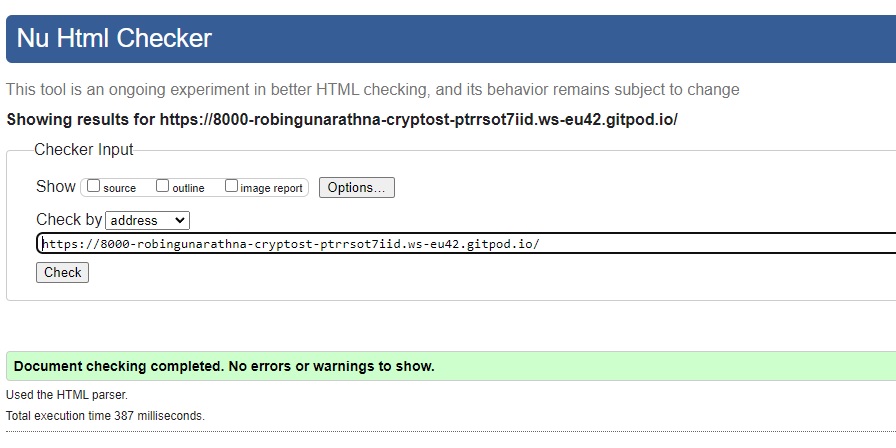 Nu Html Checker
This tool is an ongoing experiment in better HTML checking, and its behavior remains subject to change
Showing results for https://8000-robingunarathna-cryptost-ptrrsot7iid.ws-eu42.gitpod.io/
Checker Input
Show source outline image report Options...
Check by address
https://8000-robingunarathna-cryptost-ptrrsot7iid.ws-eu42.gitpod.io/
Check
Document checking completed. No errors or warnings to show.
Used the HTML parser.
Total execution time 387 milliseconds.